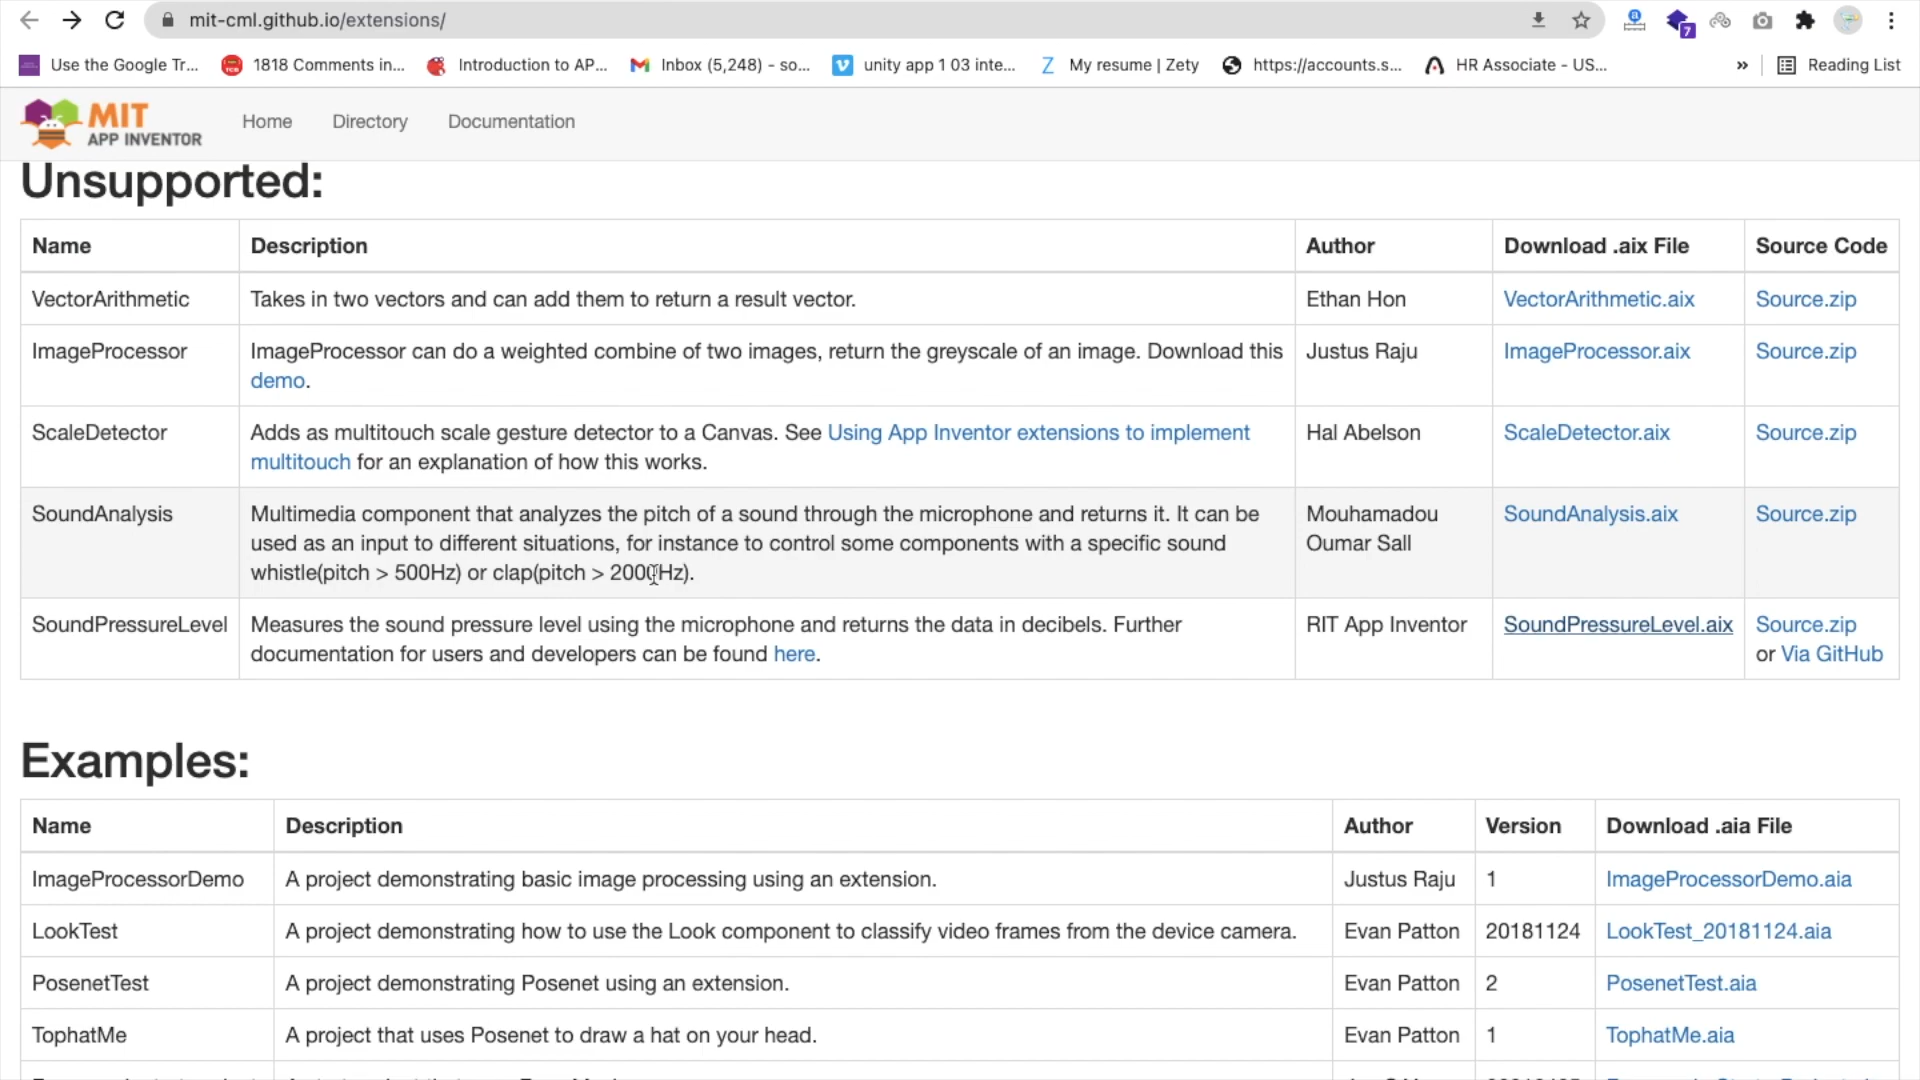 mit-cml.github.io/extensions/
7
Use the Google Tr... 1818 Comments in... Introduction to AP... Inbox (5,248) - so... unity app 1 03 inte... Z My resume | Zety https://accounts.s... HR Associate - US... » Reading List
MIT
APP INVENTOR
Home Directory Documentation
Unsupported:
Name Description Author Download .aix File Source Code
VectorArithmetic Takes in two vectors and can add them to return a result vector. Ethan Hon VectorArithmetic.aix Source.zip
ImageProcessor ImageProcessor can do a weighted combine of two images, return the greyscale of an image. Download this Justus Raju ImageProcessor.aix Source.zip
demo.
ScaleDetector Adds as multitouch scale gesture detector to a Canvas. See Using App Inventor extensions to implement Hal Abelson ScaleDetector.aix Source.zip
multitouch for an explanation of how this works.
SoundAnalysis Multimedia component that analyzes the pitch of a sound through the microphone and returns it. It can be Mouhamadou SoundAnalysis.aix Source.zip
used as an input to different situations, for instance to control some components with a specific sound Oumar Sall
whistle(pitch > 500Hz) or clap(pitch > 2000Hz).
SoundPressureLevel Measures the sound pressure level using the microphone and returns the data in decibels. Further RIT App Inventor SoundPressureLevel.aix Source.zip
documentation for users and developers can be found here. or Via GitHub
Examples:
Name Description Author Version Download .aia File
ImageProcessorDemo A project demonstrating basic image processing using an extension. Justus Raju 1 ImageProcessorDemo.aia
LookTest A project demonstrating how to use the Look component to classify video frames from the device camera. Evan Patton 20181124 LookTest_20181124.aia
PosenetTest A project demonstrating Posenet using an extension. Evan Patton 2 PosenetTest.aia
TophatMe A project that uses Posenet to draw a hat on your head. Evan Patton 1 TophatMe.aia